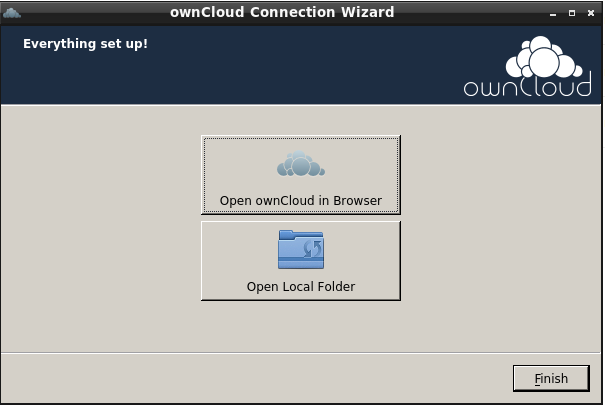 ownCloud Connection Wizard
Everything set up!
ownCloud
Open ownCloud in Browser
Open Local Folder
Finish